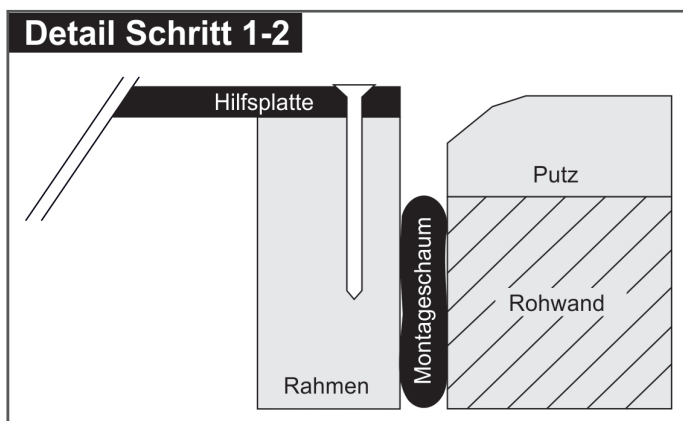 Detail Schritt 1-2
Hilfsplatte
Putz
Montageschaum
Rohwand
Rahmen